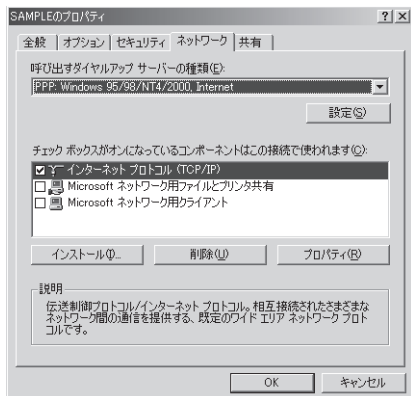 SAMPLEのプロパティ
全般 オプション セキュリティ ネットワーク 共有
呼び出すダイヤルアップ サーバーの種類(E):
PPP: Windows 95/98/NT4/2000, Internet
設定(S)
チェック ボックスがオンになっているコンポーネントはこの接続で使われます(C):
インターネット プロトコル (TCP/IP)
Microsoft ネットワーク用ファイルとプリンタ共有
Microsoft ネットワーク用クライアント
インストール(I)... 削除(U) プロパティ(R)
説明
伝送制御プロトコル/インターネット プロトコル。相互接続されたさまざまな
ネットワーク間の通信を提供する、既定のワイド エリア ネットワーク プロト
コルです。
OK キャンセル